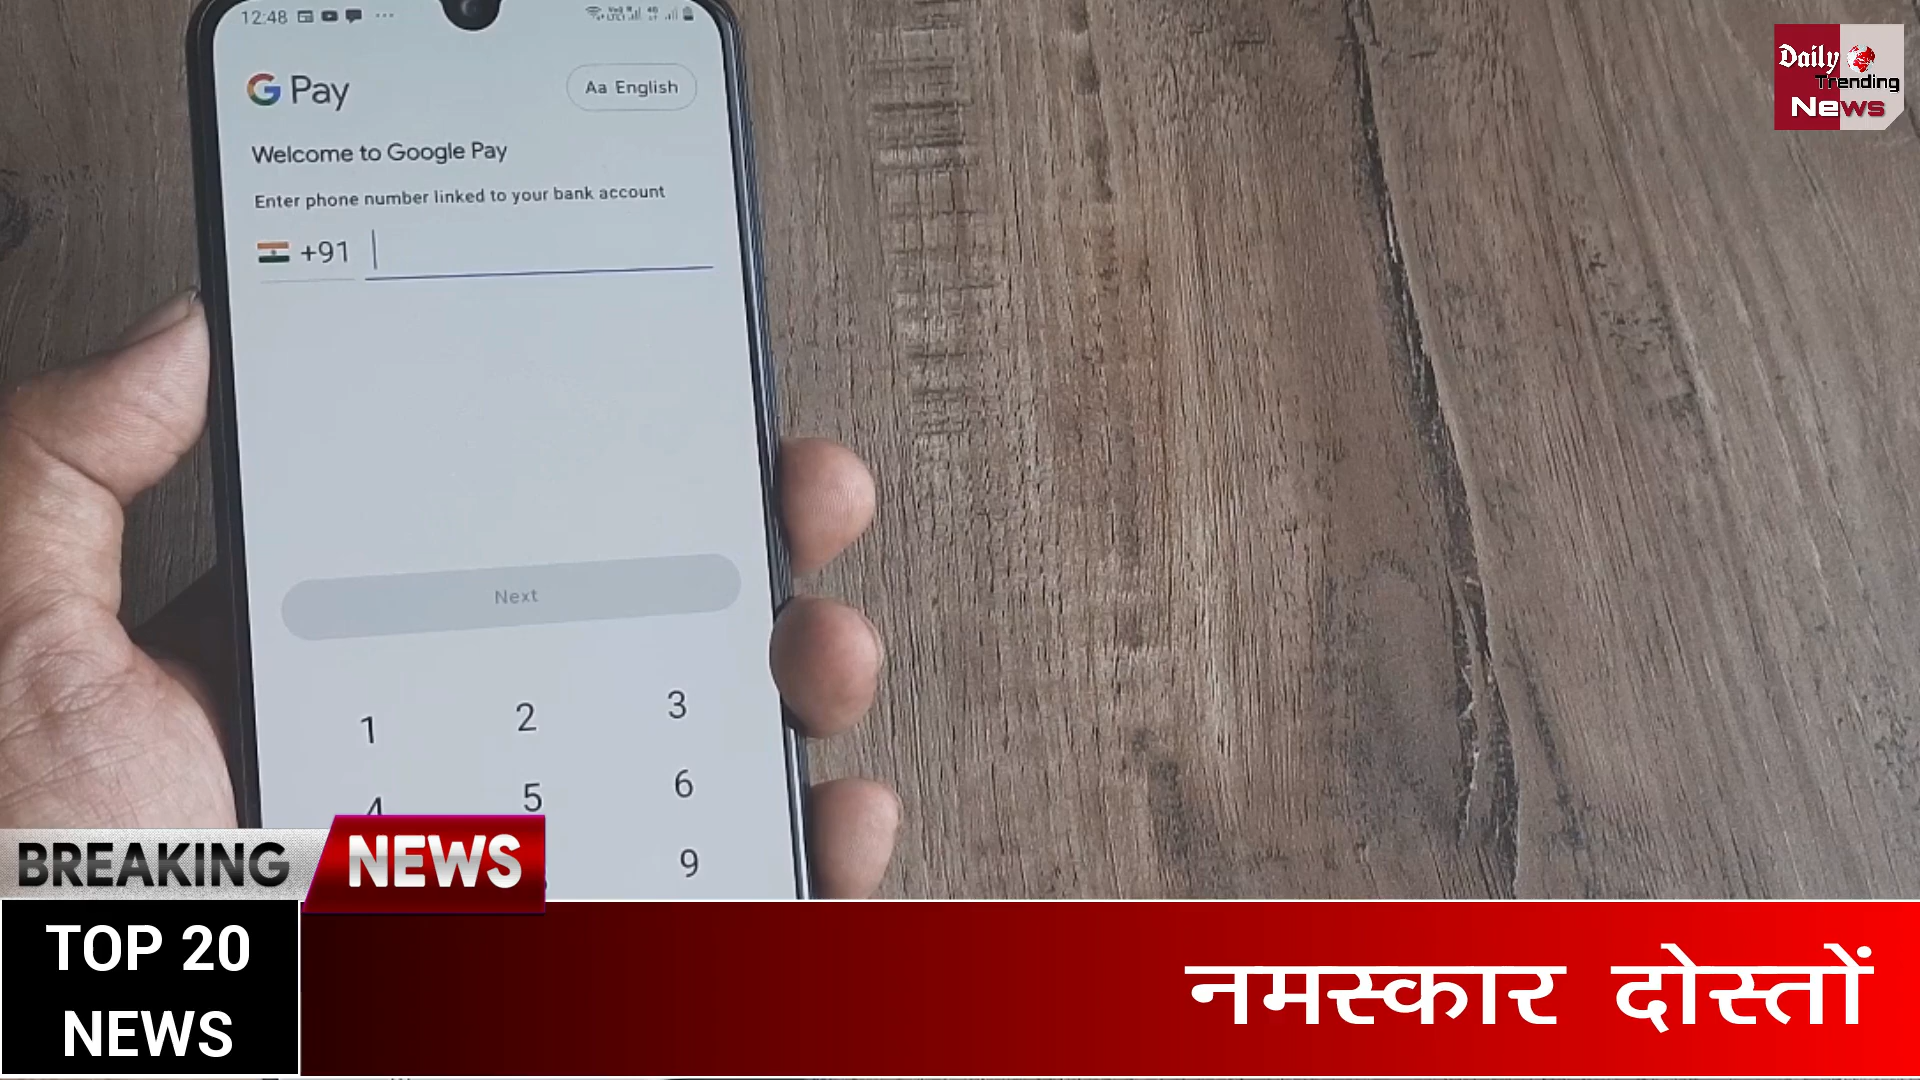 12:48
G Pay
Aa English
Welcome to Google Pay
Enter phone number linked to your bank account
+91
Next
1 2 3
4 5 6
9
Daily
Trending
News
BREAKING NEWS
TOP 20
NEWS
नमस्कार दोस्तों